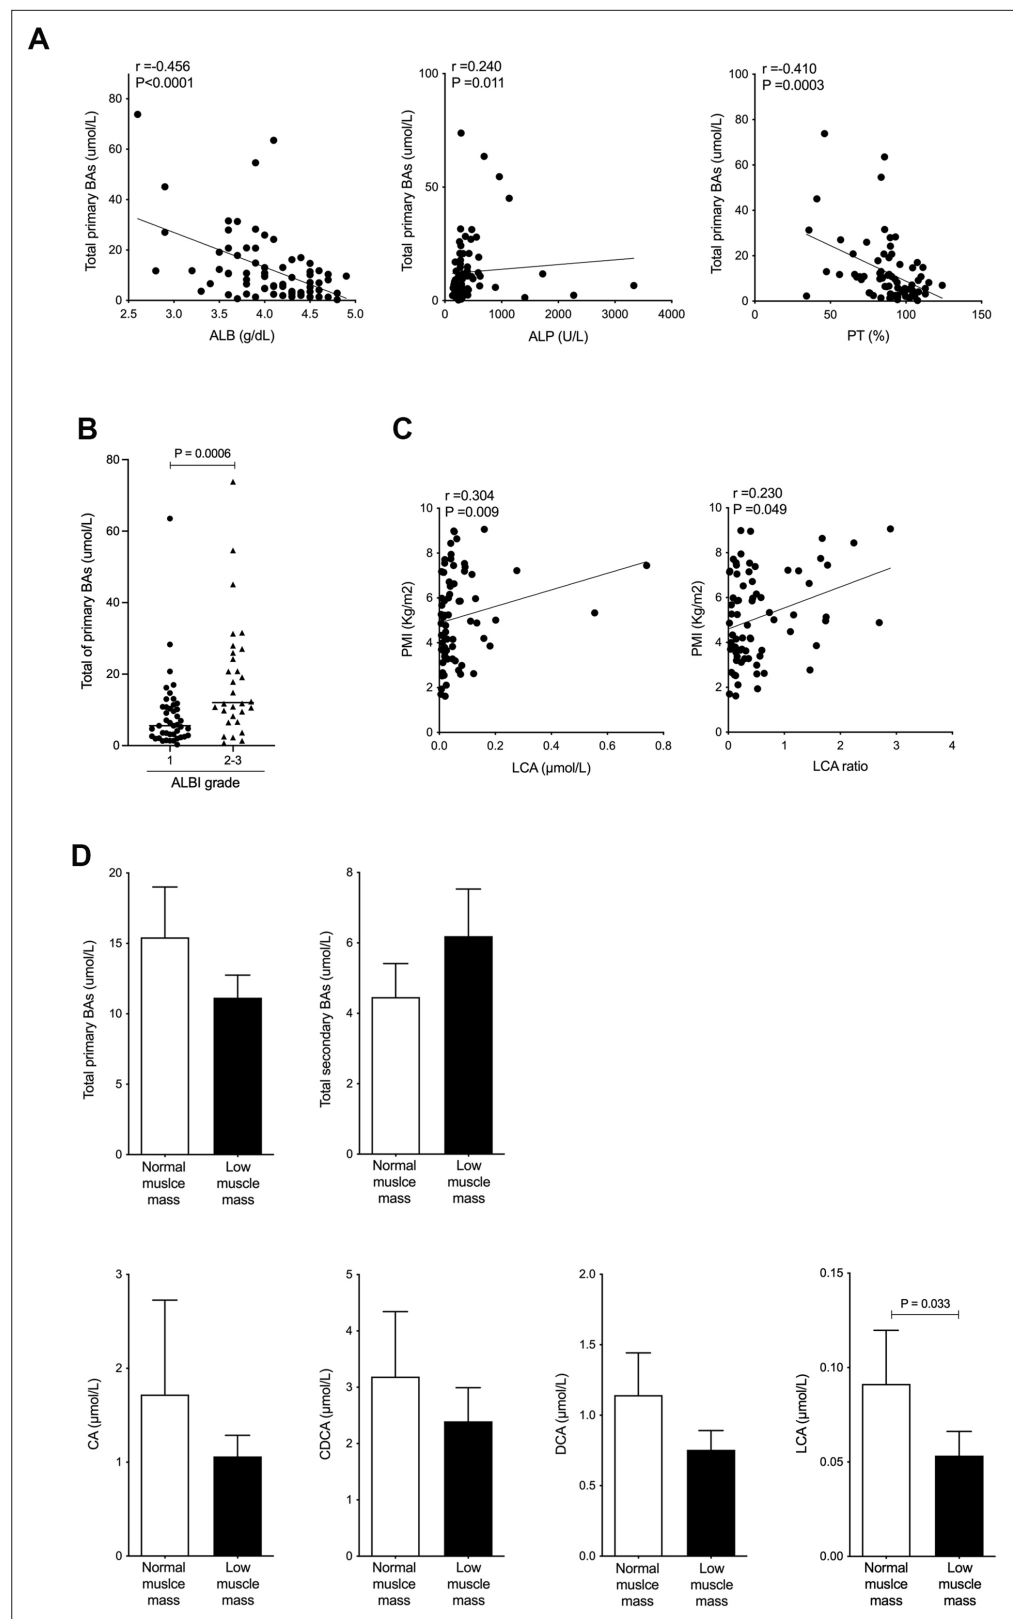 A
r =-0.456
P<0.0001
Total primary BAs (umol/L)
80
60
40
20
0
2.5 3.0 3.5 4.0 4.5 5.0
ALB (g/dL)
r =0.240
P =0.011
Total primary BAs (umol/L)
100
50
0
0 1000 2000 3000 4000
ALP (U/L)
r =-0.410
P =0.0003
Total primary BAs (umol/L)
100
80
60
40
20
0
0 50 100 150
PT (%)
B
P = 0.0006
Total of primary BAs (umol/L)
80
60
40
20
0
1 2-3
ALBI grade
C
r =0.304
P =0.009
PMI (Kg/m2)
10
8
6
4
2
0
0.0 0.2 0.4 0.6 0.8
LCA (μmol/L)
r =0.230
P =0.049
PMI (Kg/m2)
10
8
6
4
2
0
0 1 2 3 4
LCA ratio
D
Total primary BAs (umol/L)
20
15
10
5
0
Normal Low
muslce muscle
mass mass
Total secondary BAs (umol/L)
8
6
4
2
0
Normal Low
muslce muscle
mass mass
CA (μmol/L)
3
2
1
0
Normal Low
muslce muscle
mass mass
CDCA (μmol/L)
5
4
3
2
1
0
Normal Low
muslce muscle
mass mass
DCA (μmol/L)
2.0
1.5
1.0
0.5
0.0
Normal Low
muslce muscle
mass mass
P = 0.033
LCA (μmol/L)
0.15
0.10
0.05
0.00
Normal Low
muslce muscle
mass mass